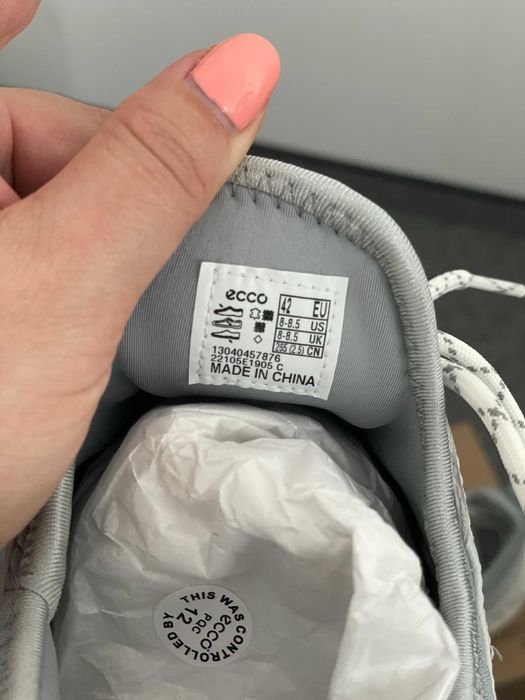 ecco
42 EU
8-8.5 US
8-8.5 UK
265 (2.5) CN
13040457876
22105E1905 C
MADE IN CHINA
THIS WAS CONTROLLED BY
ecco
PQC
12